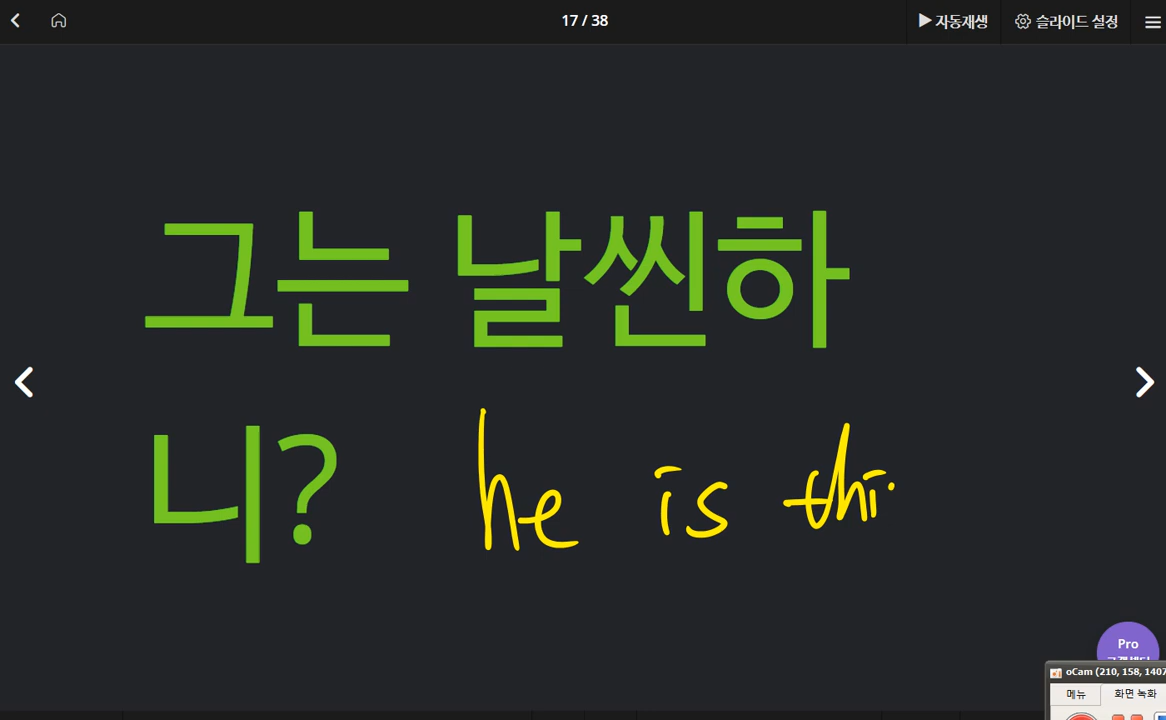 17 / 38
▶ 자동재생
슬라이드 설정
그는 날씬하
니?
he is thi
Pro
oCam (210, 158, 1407
메뉴
화면 녹화